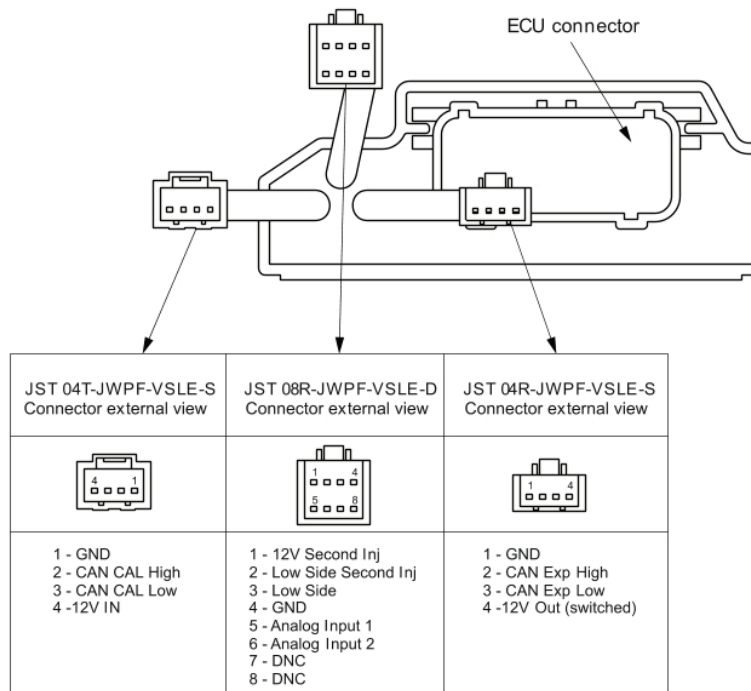 ECU connector
JST 04T-JWPF-VSLE-S
Connector external view
JST 08R-JWPF-VSLE-D
Connector external view
JST 04R-JWPF-VSLE-S
Connector external view
4 1
1 4
5 8
1 4
1 - GND
2 - CAN CAL High
3 - CAN CAL Low
4 -12V IN
1 - 12V Second Inj
2 - Low Side Second Inj
3 - Low Side
4 - GND
5 - Analog Input 1
6 - Analog Input 2
7 - DNC
8 - DNC
1 - GND
2 - CAN Exp High
3 - CAN Exp Low
4 -12V Out (switched)